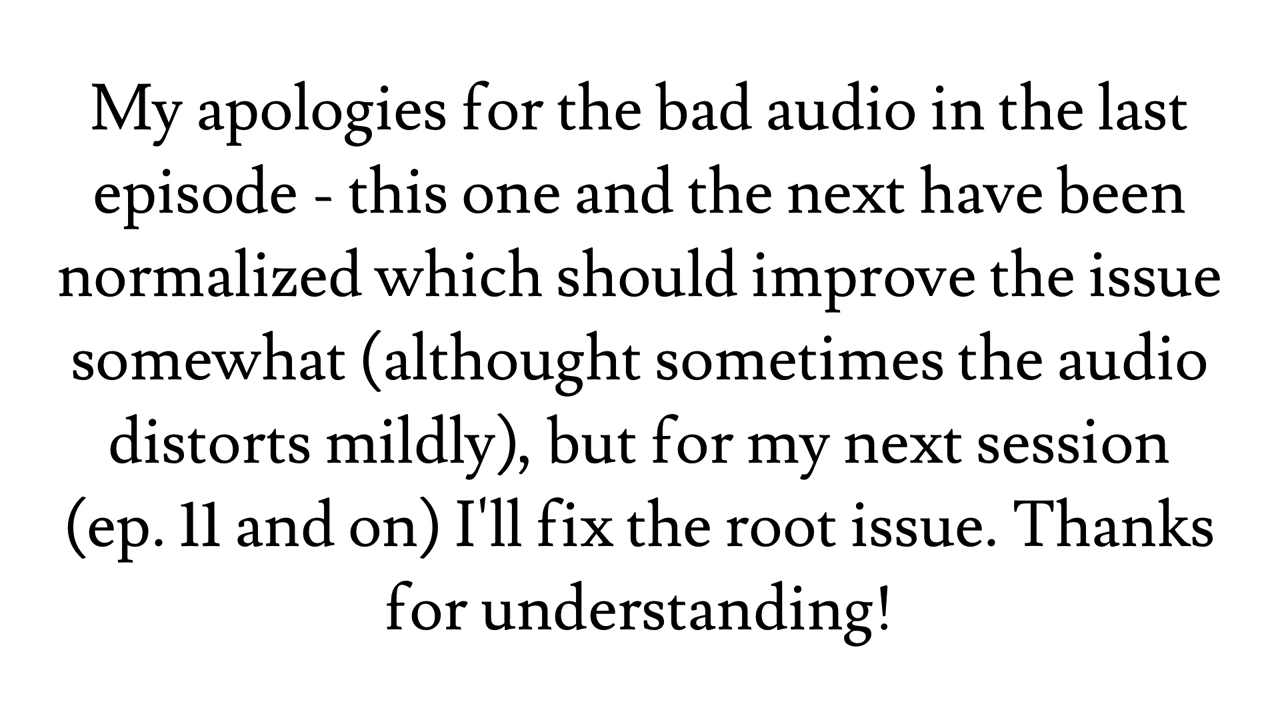 My apologies for the bad audio in the last
episode - this one and the next have been
normalized which should improve the issue
somewhat (althought sometimes the audio
distorts mildly), but for my next session
(ep. 11 and on) I'll fix the root issue. Thanks
for understanding!